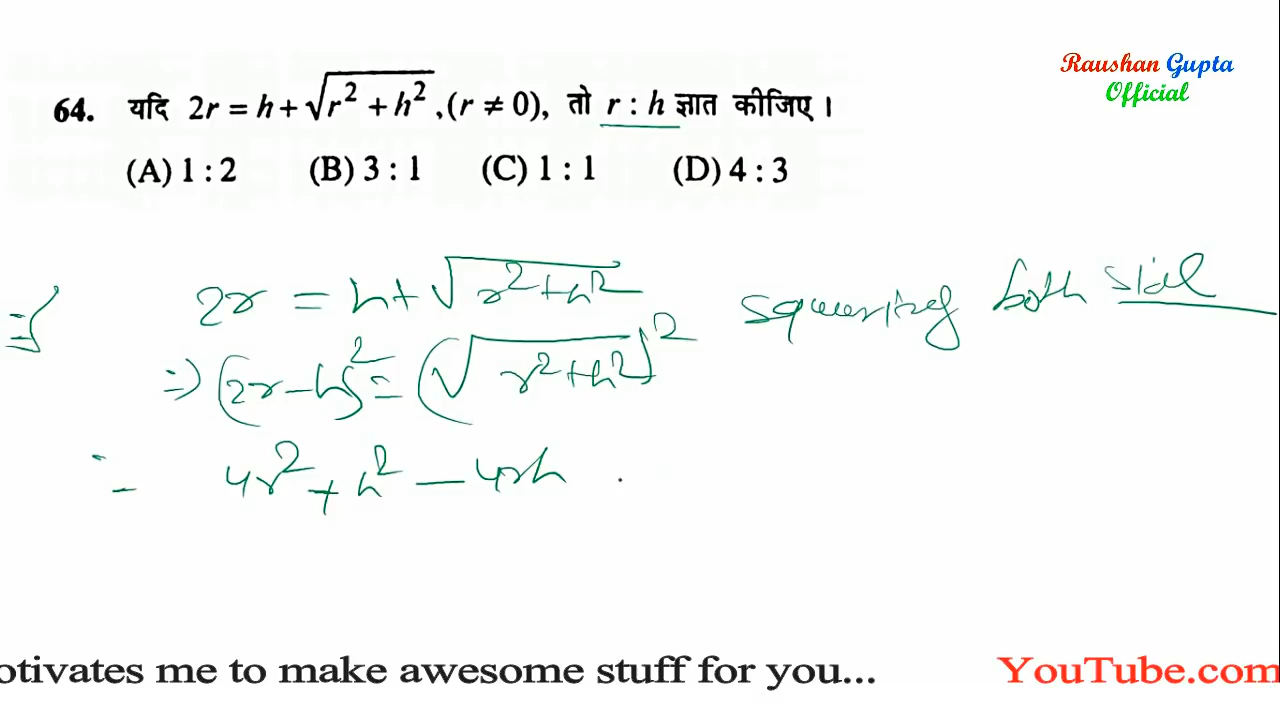 Raushan Gupta
Official
64. यदि 2r = h + √r² + h² , (r ≠ 0), तो r : h ज्ञात कीजिए ।
(A) 1 : 2 (B) 3 : 1 (C) 1 : 1 (D) 4 : 3
⇒ 2r = h + √r² + h² squaring both side
⇒ (2r - h)² = (√r² + h²)²
= 4r² + h² - 4rh .
otivates me to make awesome stuff for you... YouTube.com